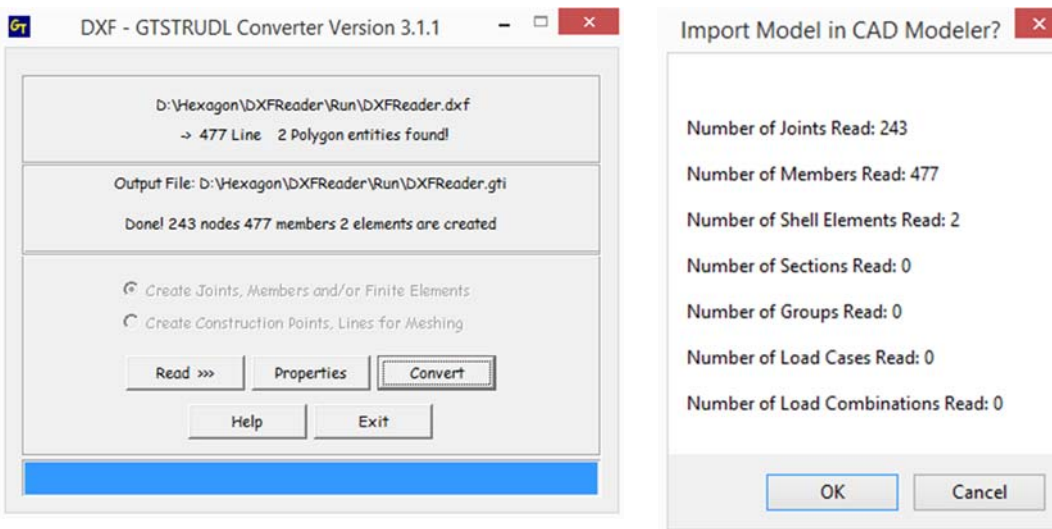 GT DXF - GTSTRUDL Converter Version 3.1.1
D:\Hexagon\DXFReader\Run\DXFReader.dxf
-> 477 Line 2 Polygon entities found!
Output File: D:\Hexagon\DXFReader\Run\DXFReader.gti
Done! 243 nodes 477 members 2 elements are created
Create Joints, Members and/or Finite Elements
Create Construction Points, Lines for Meshing
Read >>> Properties Convert
Help Exit
Import Model in CAD Modeler?
Number of Joints Read: 243
Number of Members Read: 477
Number of Shell Elements Read: 2
Number of Sections Read: 0
Number of Groups Read: 0
Number of Load Cases Read: 0
Number of Load Combinations Read: 0
OK Cancel